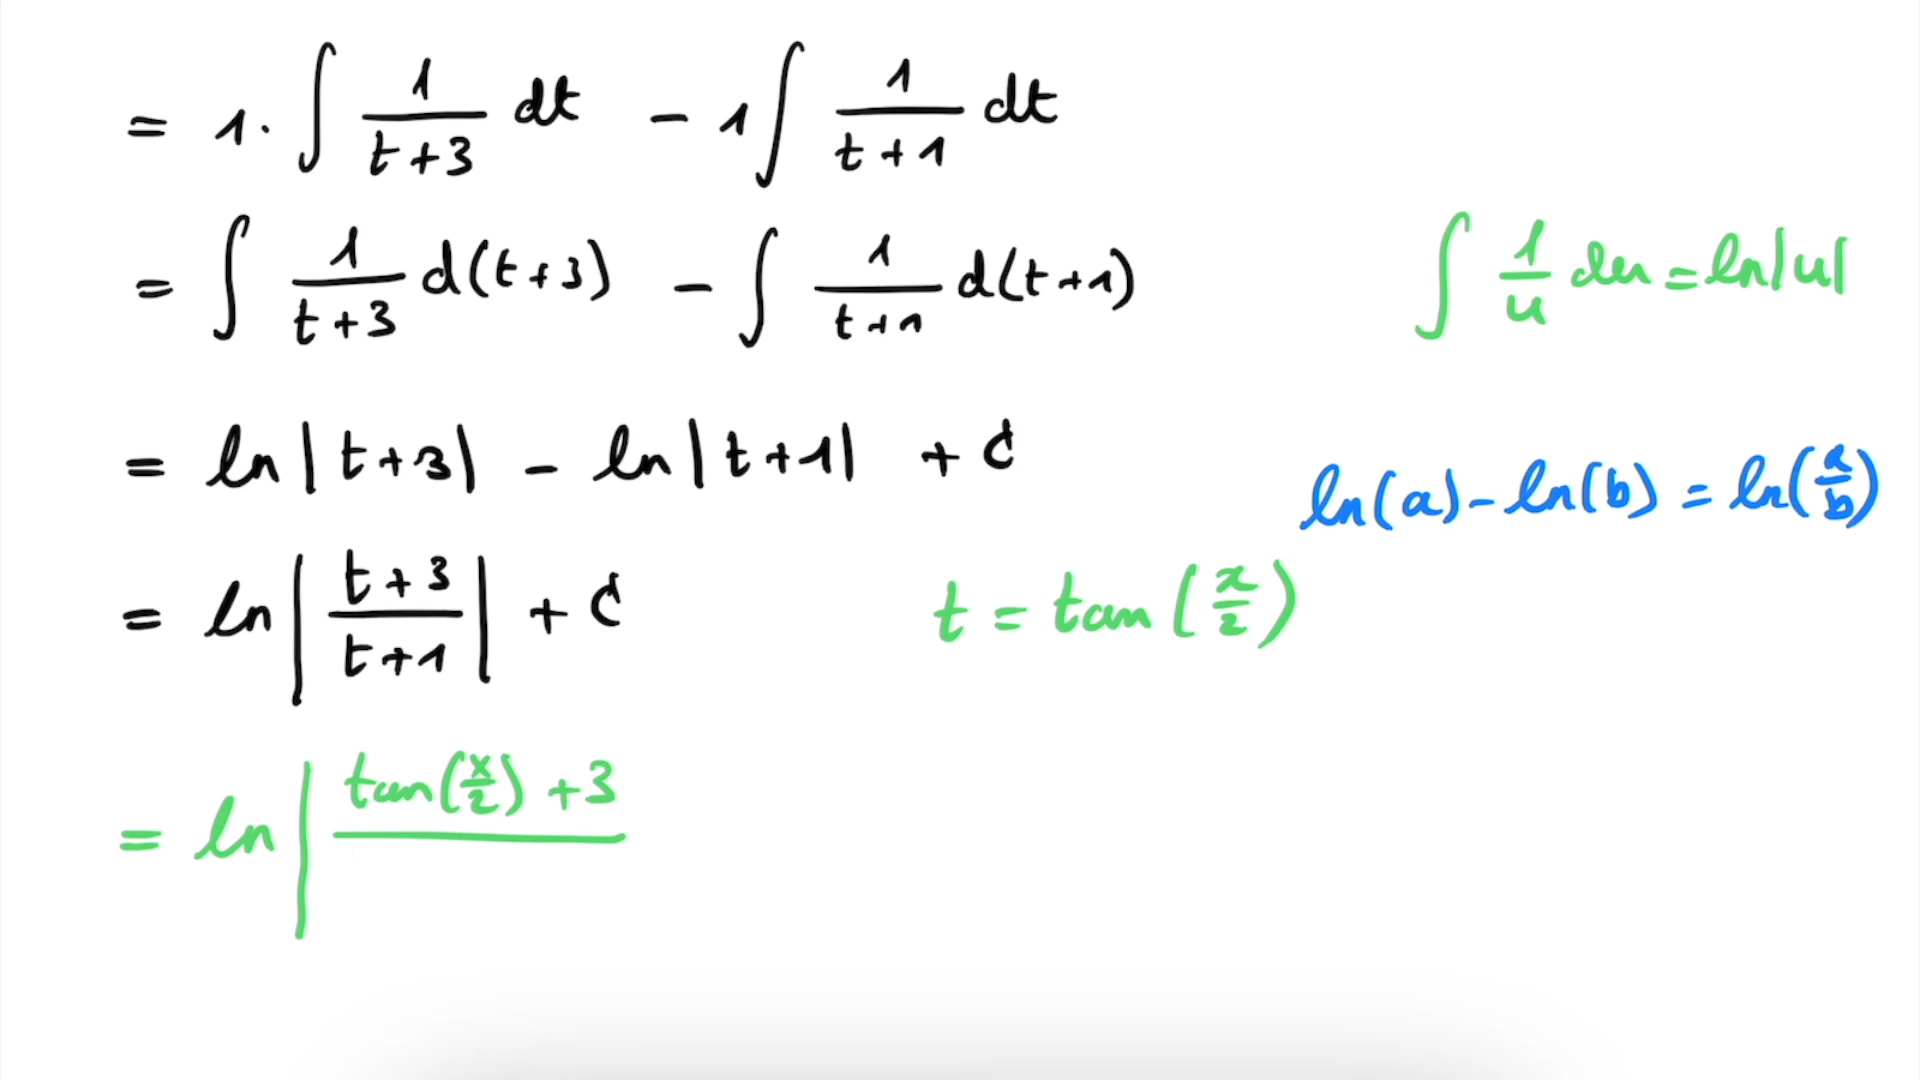 = 1· ∫ 1/(t+3) dt − 1 ∫ 1/(t+1) dt
= ∫ 1/(t+3) d(t+3) − ∫ 1/(t+1) d(t+1)
∫ 1/u du = ln|u|
= ln|t+3| − ln|t+1| + C
ln(a) − ln(b) = ln(a/b)
= ln|(t+3)/(t+1)| + C
t = tan(x/2)
= ln| tan(x/2) + 3